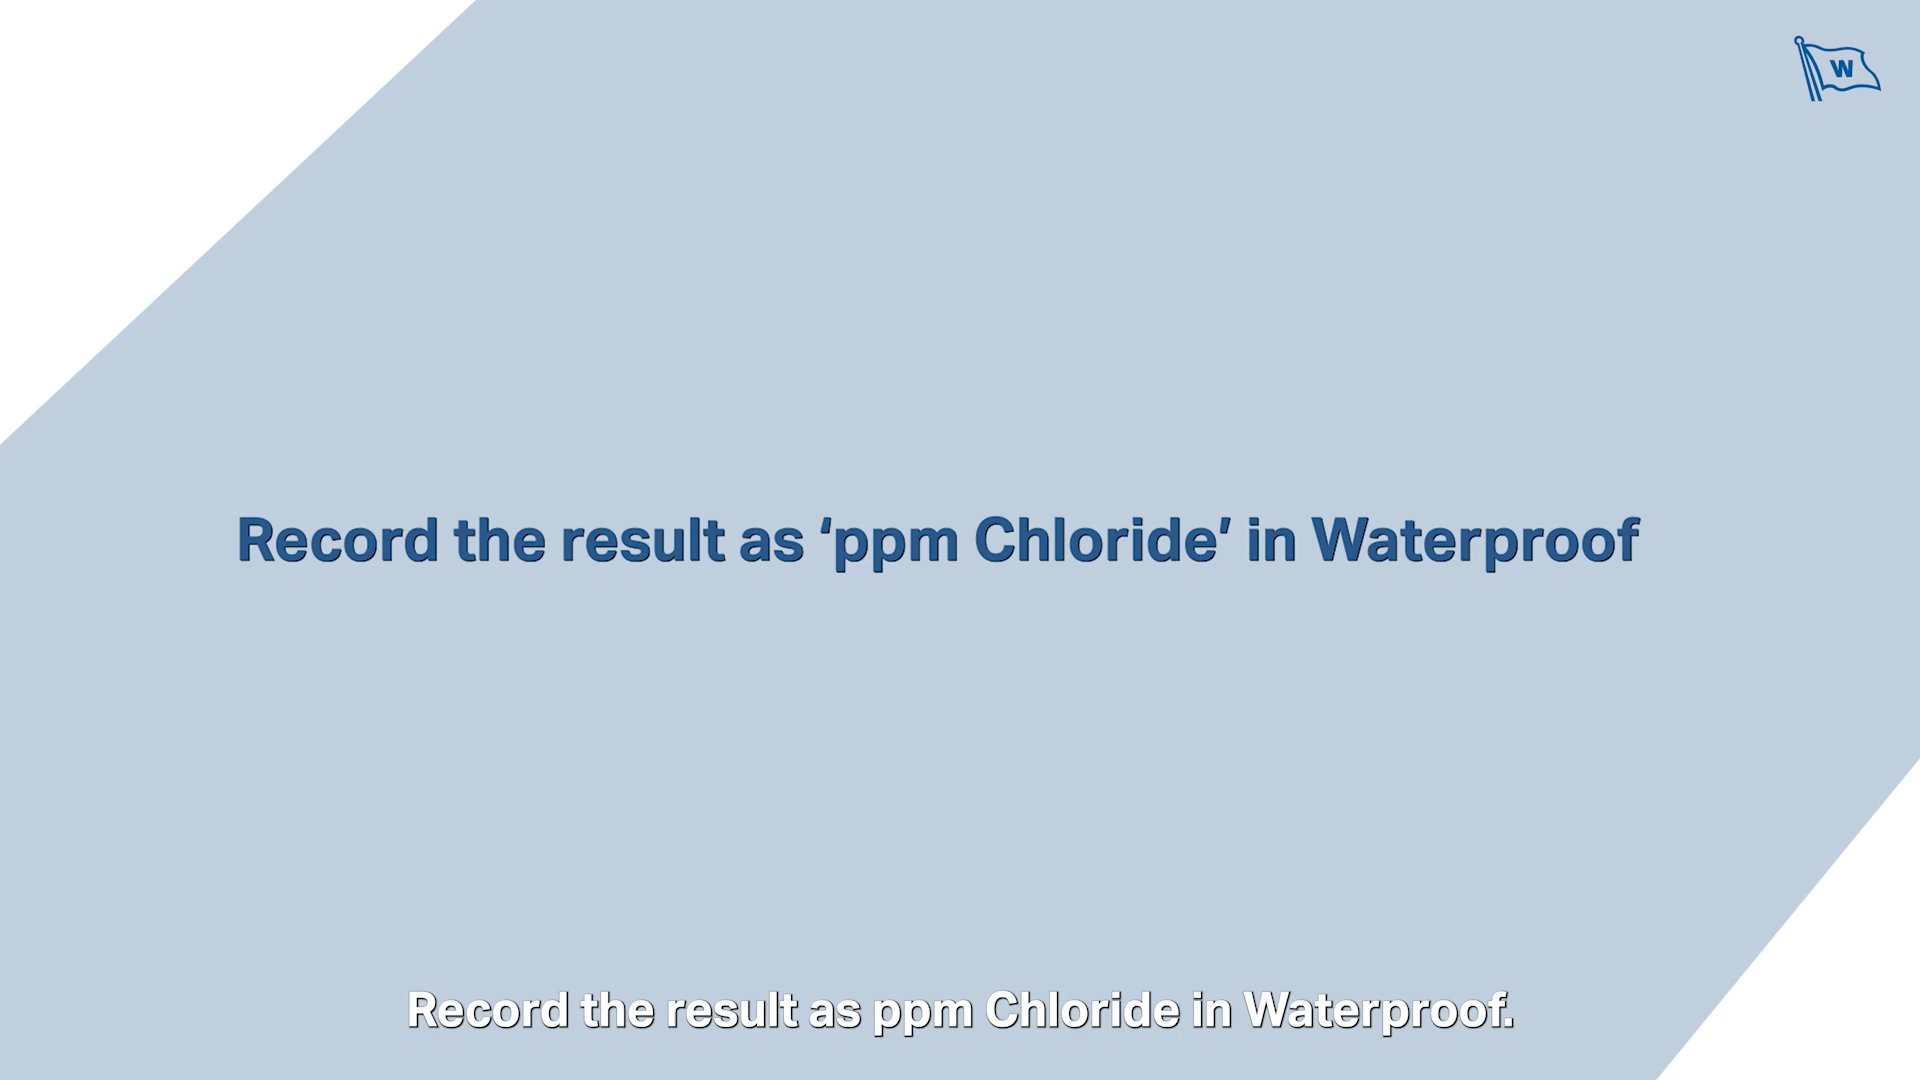 W
Record the result as ‘ppm Chloride’ in Waterproof
Record the result as ppm Chloride in Waterproof.